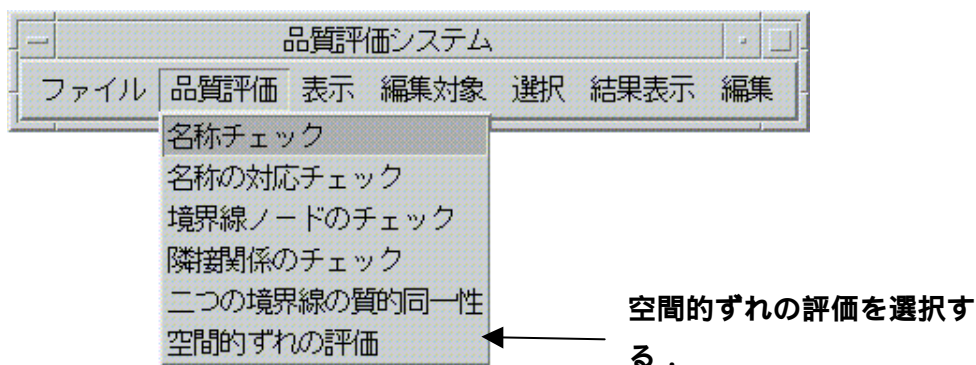 品質評価システム
ファイル 品質評価 表示 編集対象 選択 結果表示 編集
名称チェック
名称の対応チェック
境界線ノードのチェック
隣接関係のチェック
二つの境界線の質的同一性
空間的ずれの評価
空間的ずれの評価を選択す
る．